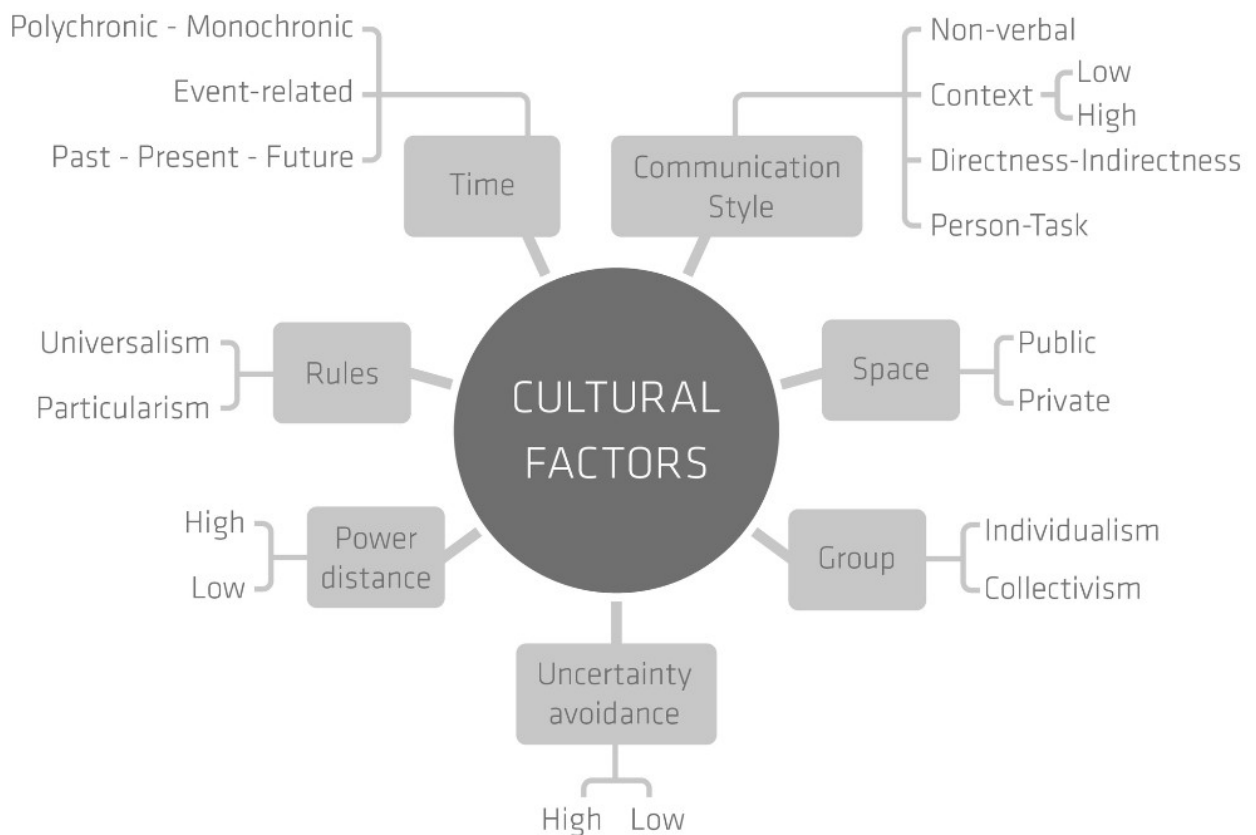 Polychronic - Monochronic
Event-related
Past - Present - Future
Time
Communication
Style
Non-verbal
Context
Low
High
Directness-Indirectness
Person-Task
Universalism
Particularism
Rules
CULTURAL
FACTORS
Space
Public
Private
High
Low
Power
distance
Group
Individualism
Collectivism
Uncertainty
avoidance
High Low